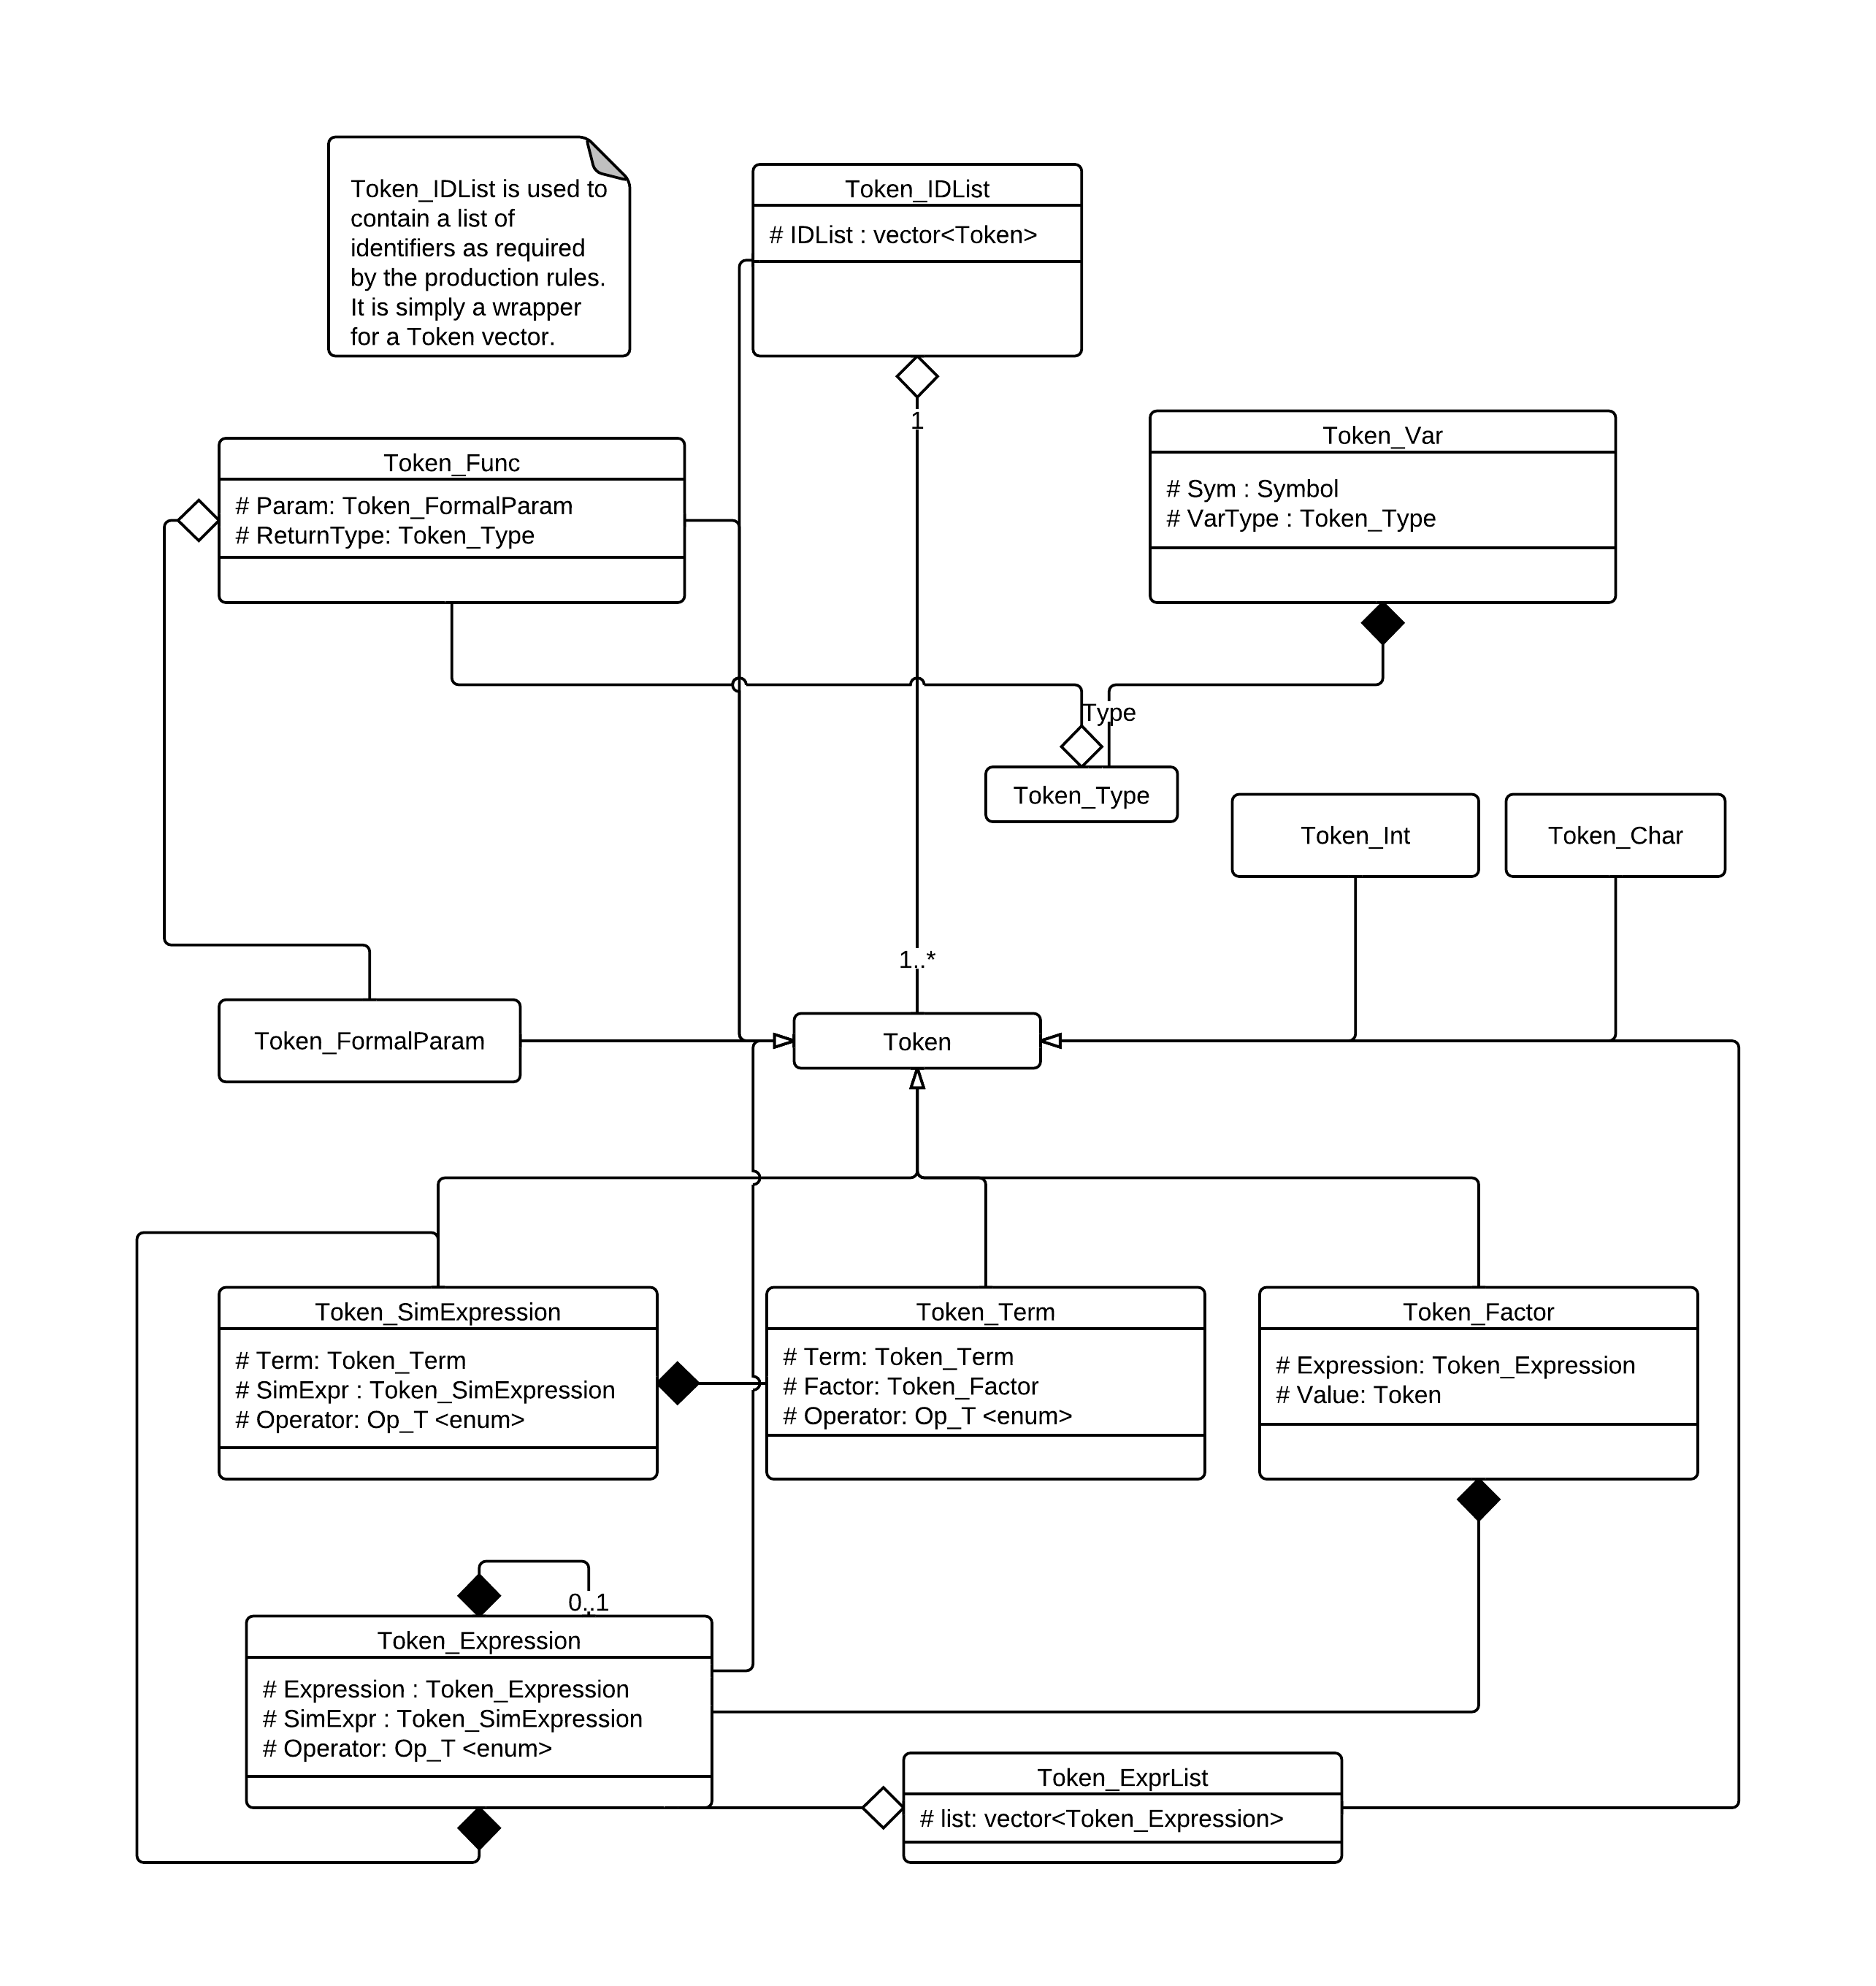 Token_IDList is used to
contain a list of
identifiers as required
by the production rules.
It is simply a wrapper
for a Token vector.
Token_IDList
# IDList : vector<Token>
1
Token_Func
# Param: Token_FormalParam
# ReturnType: Token_Type
Token_Var
# Sym : Symbol
# VarType : Token_Type
Type
Token_Type
Token_Int
Token_Char
1..*
Token_FormalParam
Token
Token_SimExpression
# Term: Token_Term
# SimExpr : Token_SimExpression
# Operator: Op_T <enum>
Token_Term
# Term: Token_Term
# Factor: Token_Factor
# Operator: Op_T <enum>
Token_Factor
# Expression: Token_Expression
# Value: Token
0..1
Token_Expression
# Expression : Token_Expression
# SimExpr : Token_SimExpression
# Operator: Op_T <enum>
Token_ExprList
# list: vector<Token_Expression>